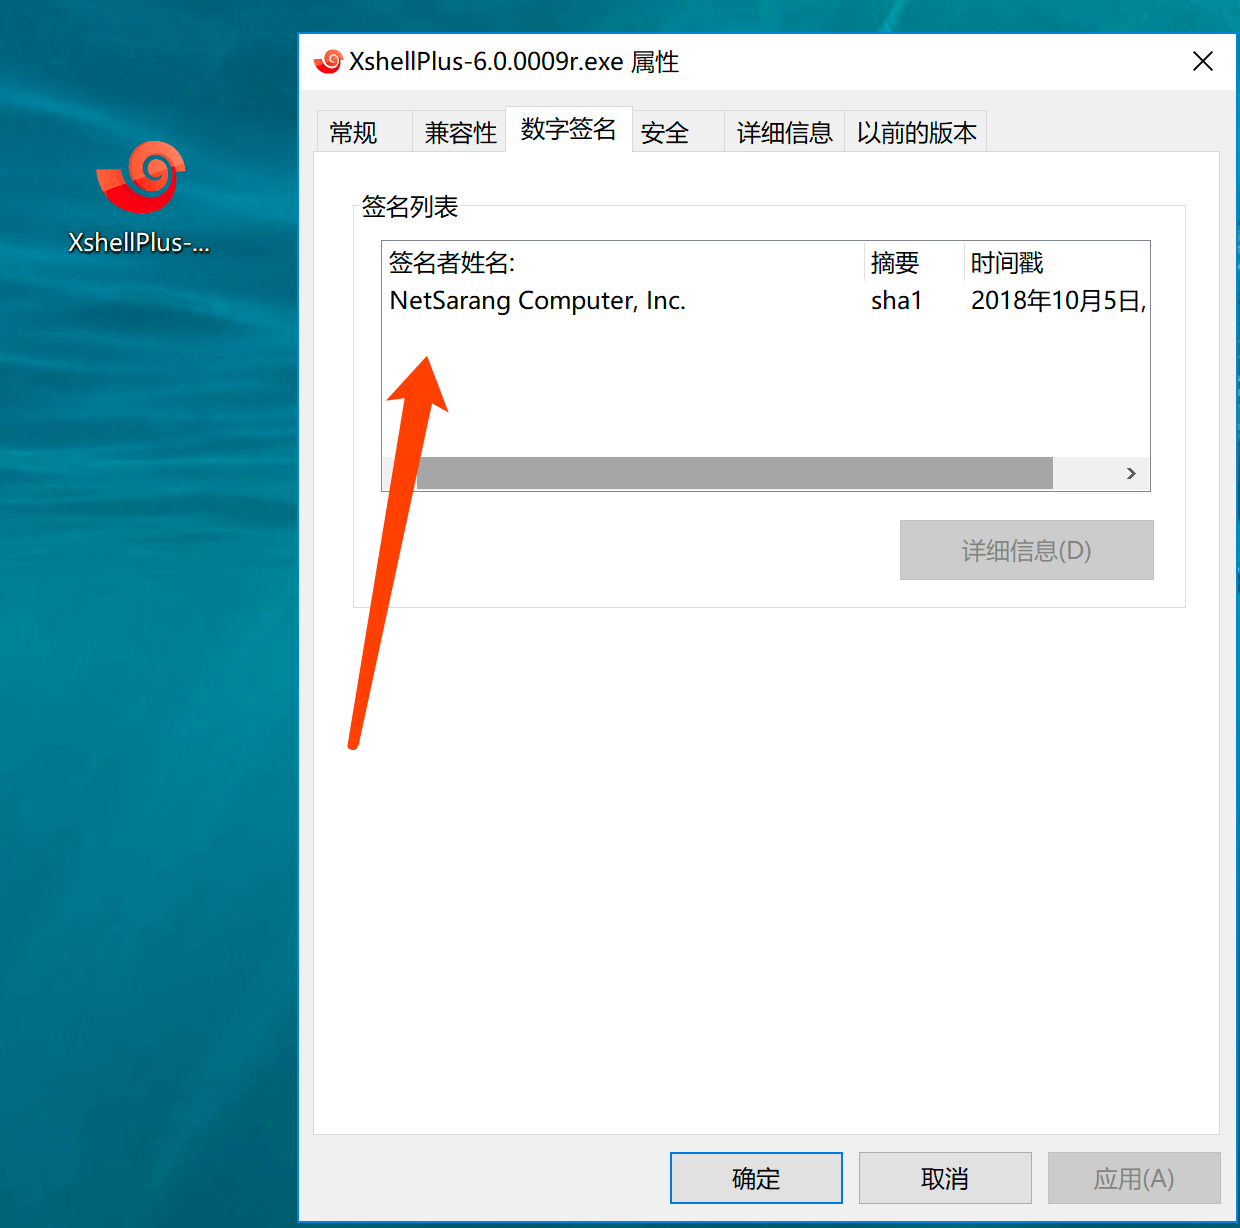 XshellPlus-6.0.0009r.exe 属性
常规 兼容性 数字签名 安全 详细信息 以前的版本
XshellPlus-...
签名列表
签名者姓名: 摘要 时间戳
NetSarang Computer, Inc. sha1 2018年10月5日,
详细信息(D)
确定 取消 应用(A)